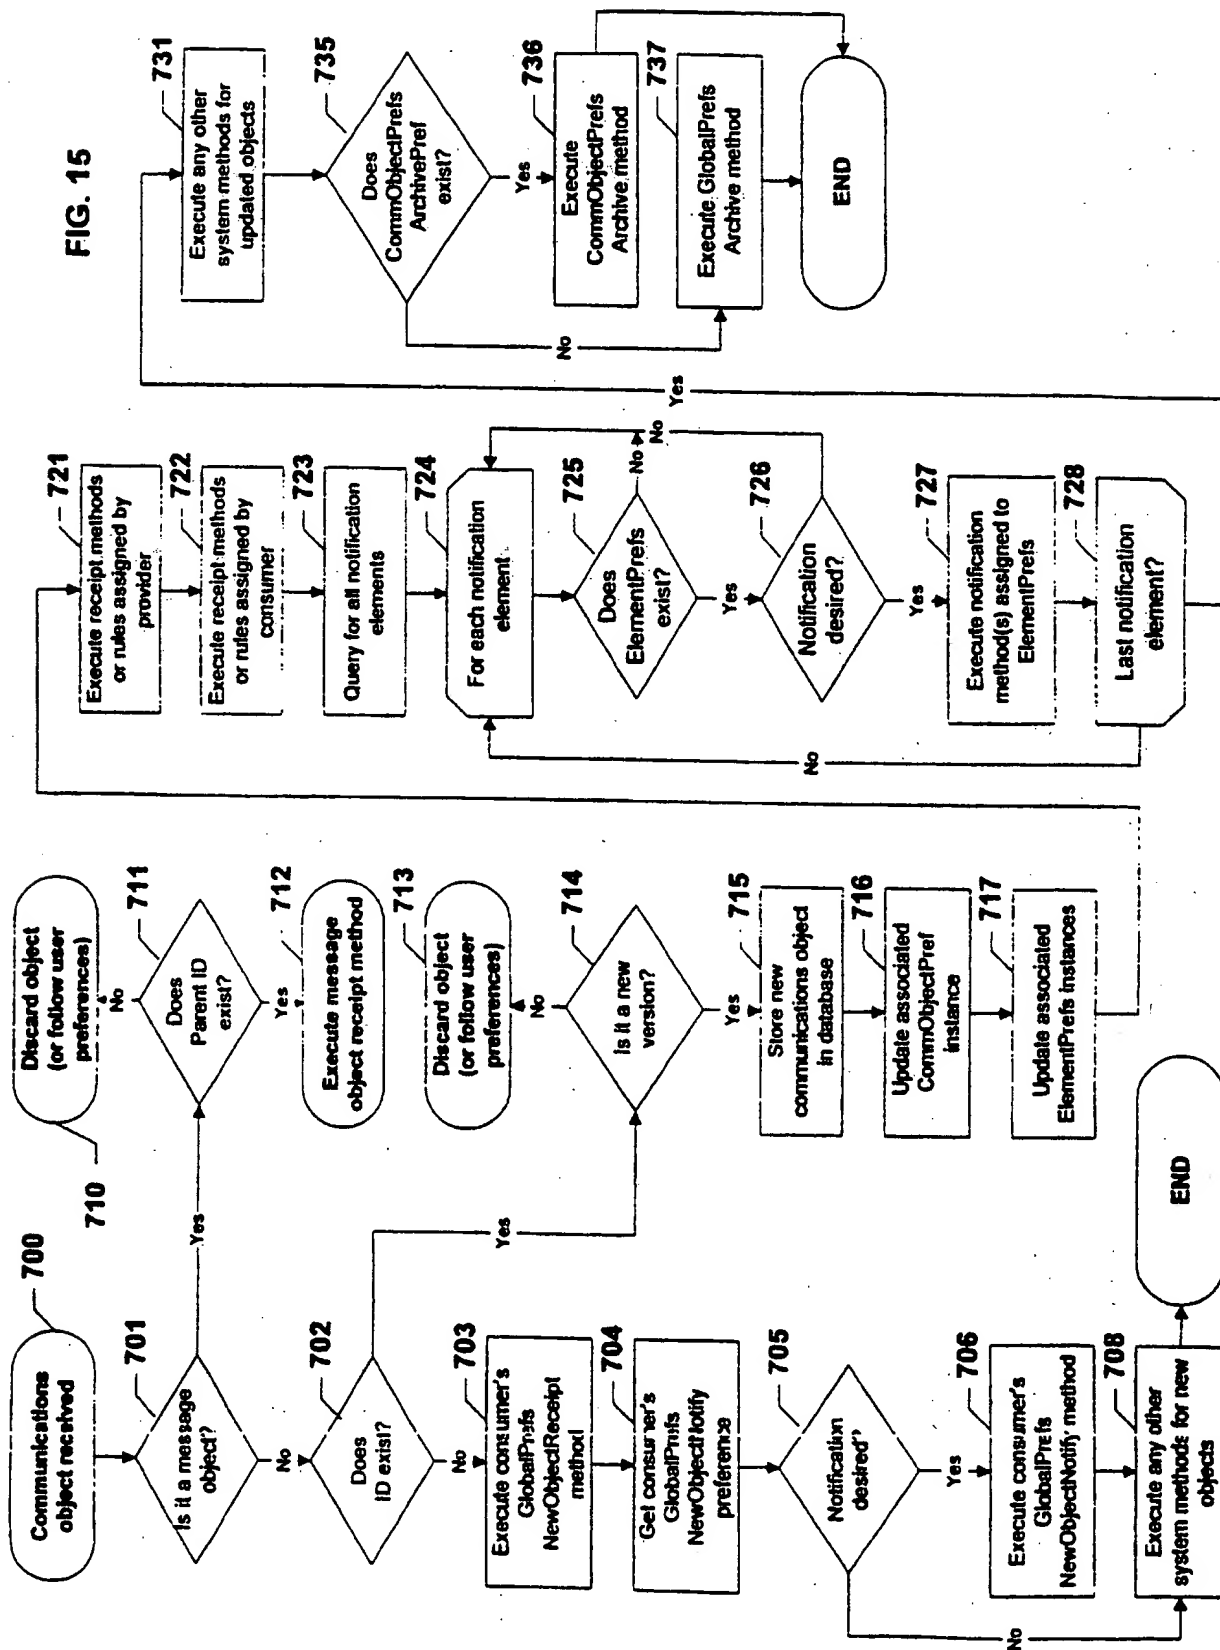 FIG. 15
700
Communications
object received
701
Is it a message
object?
Yes
No
702
Does
ID exist?
Yes
No
703
Execute consumer's
GlobalPrefs
NewObjectReceipt
method
704
Get consumer's
GlobalPrefs
NewObjectNotify
preference
705
Notification
desired?
Yes
No
706
Execute consumer's
GlobalPrefs
NewObjectNotify method
708
Execute any other
system methods for new
objects
END
710
Discard object
(or follow user
preferences)
No
711
Does
Parent ID
exist?
Yes
712
Execute message
object receipt method
713
Discard object
(or follow user
preferences)
No
714
Is it a new
version?
Yes
715
Store new
communications object
in database
716
Update associated
CommObjectPref
instance
717
Update associated
ElementPrefs instances
721
Execute receipt methods
or rules assigned by
provider
722
Execute receipt methods
or rules assigned by
consumer
723
Query for all notification
elements
724
For each notification
element
725
Does
ElementPrefs
exist?
No
Yes
726
Notification
desired?
No
Yes
727
Execute notification
method(s) assigned to
ElementPrefs
728
Last notification
element?
No
Yes
731
Execute any other
system methods for
updated objects
735
Does
CommObjectPrefs
ArchivePref
exist?
Yes
No
736
Execute
CommObjectPrefs
Archive method
737
Execute GlobalPrefs
Archive method
END